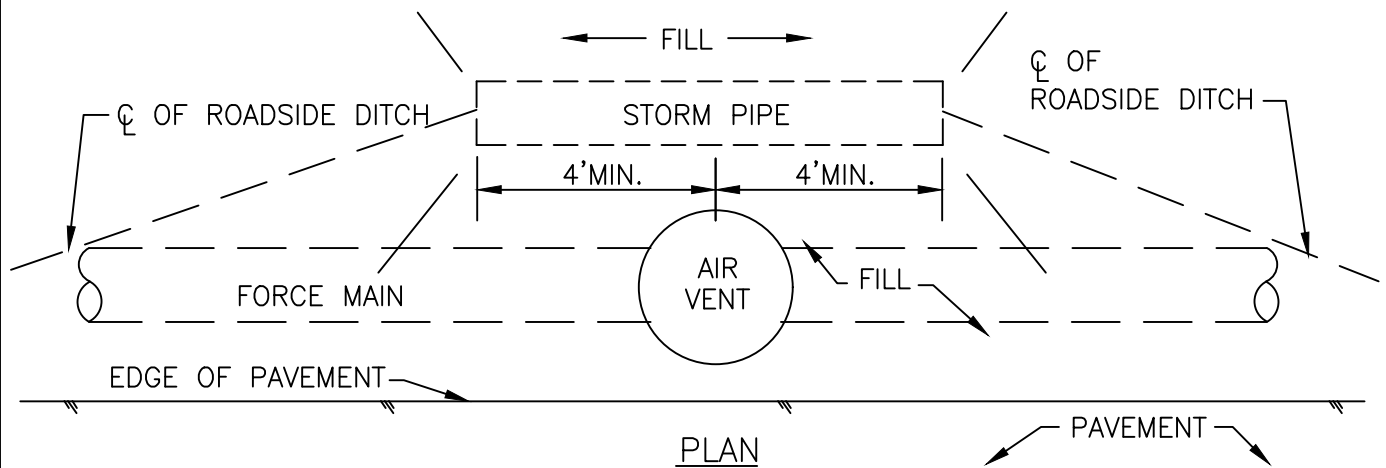 FILL
℄ OF ROADSIDE DITCH
STORM PIPE
℄ OF
ROADSIDE DITCH
4'MIN.
4'MIN.
AIR
VENT
FORCE MAIN
FILL
EDGE OF PAVEMENT
PLAN
PAVEMENT